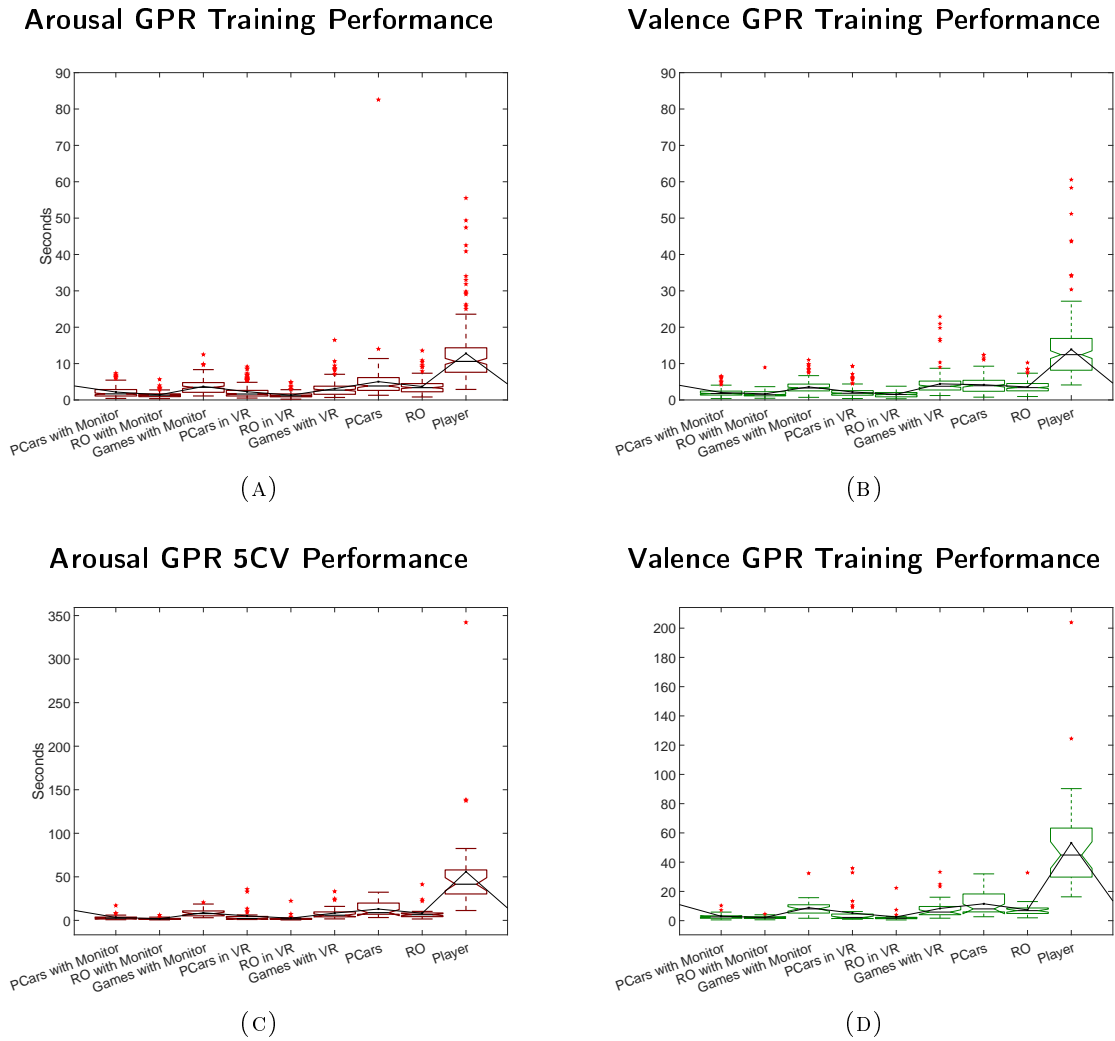 Arousal GPR Training Performance
Valence GPR Training Performance
90
80
70
60
50
40
30
20
10
0
Seconds
PCars with Monitor
RO with Monitor
Games with Monitor
PCars in VR
RO in VR
Games with VR
PCars
RO
Player
(A)
90
80
70
60
50
40
30
20
10
0
PCars with Monitor
RO with Monitor
Games with Monitor
PCars in VR
RO in VR
Games with VR
PCars
RO
Player
(B)
Arousal GPR 5CV Performance
Valence GPR Training Performance
350
300
250
200
150
100
50
0
Seconds
PCars with Monitor
RO with Monitor
Games with Monitor
PCars in VR
RO in VR
Games with VR
PCars
RO
Player
(C)
200
180
160
140
120
100
80
60
40
20
0
PCars with Monitor
RO with Monitor
Games with Monitor
PCars in VR
RO in VR
Games with VR
PCars
RO
Player
(D)